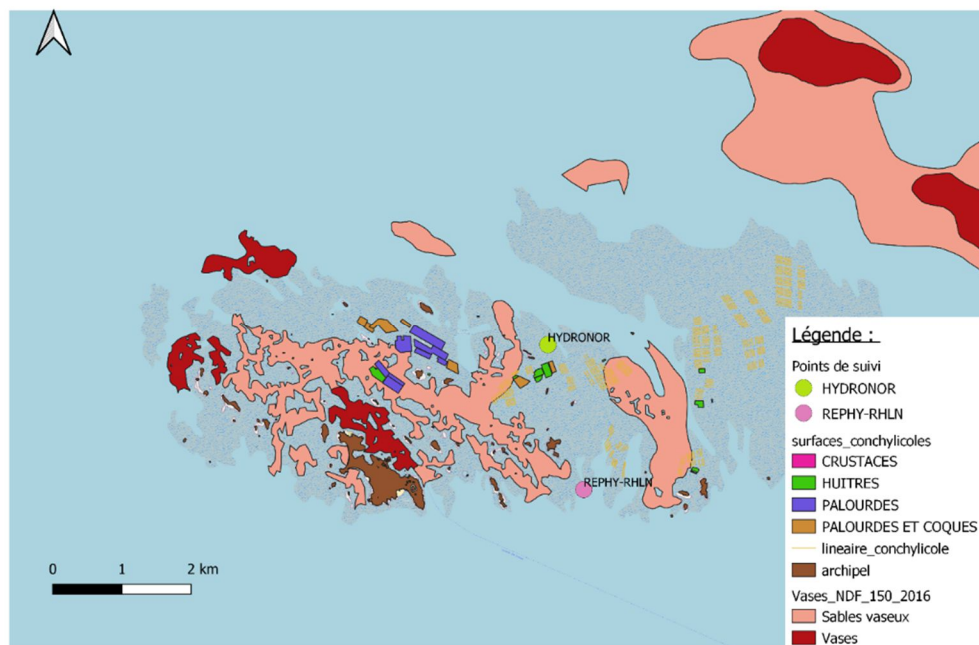 HYDRONOR
REPHY-RHLN
0 1 2 km
Légende :
Points de suivi
HYDRONOR
REPHY-RHLN
surfaces_conchylicoles
CRUSTACES
HUITRES
PALOURDES
PALOURDES ET COQUES
lineaire_conchylicole
archipel
Vases_NDF_150_2016
Sables vaseux
Vases